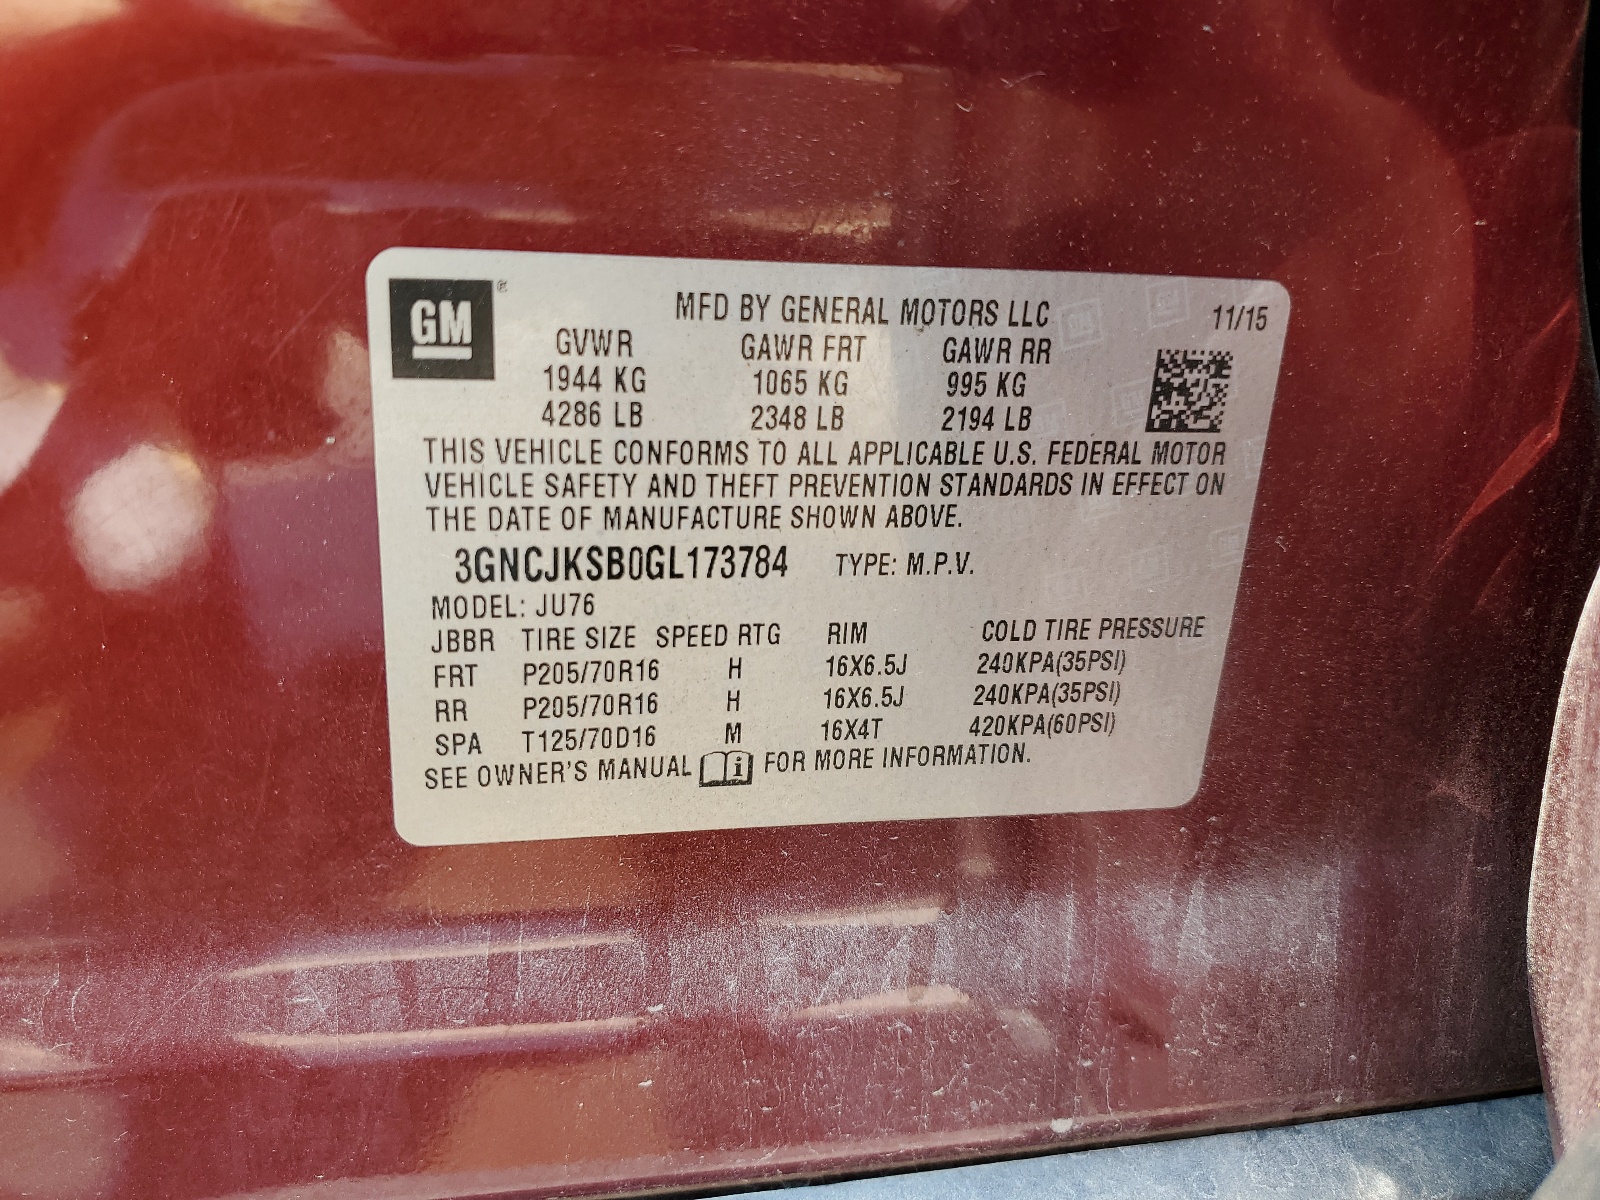 GM ®
MFD BY GENERAL MOTORS LLC 11/15
GVWR GAWR FRT GAWR RR
1944 KG 1065 KG 995 KG
4286 LB 2348 LB 2194 LB
THIS VEHICLE CONFORMS TO ALL APPLICABLE U.S. FEDERAL MOTOR
VEHICLE SAFETY AND THEFT PREVENTION STANDARDS IN EFFECT ON
THE DATE OF MANUFACTURE SHOWN ABOVE.
3GNCJKSB0GL173784 TYPE: M.P.V.
MODEL: JU76
JBBR TIRE SIZE SPEED RTG RIM COLD TIRE PRESSURE
FRT P205/70R16 H 16X6.5J 240KPA(35PSI)
RR P205/70R16 H 16X6.5J 240KPA(35PSI)
SPA T125/70D16 M 16X4T 420KPA(60PSI)
SEE OWNER'S MANUAL i FOR MORE INFORMATION.